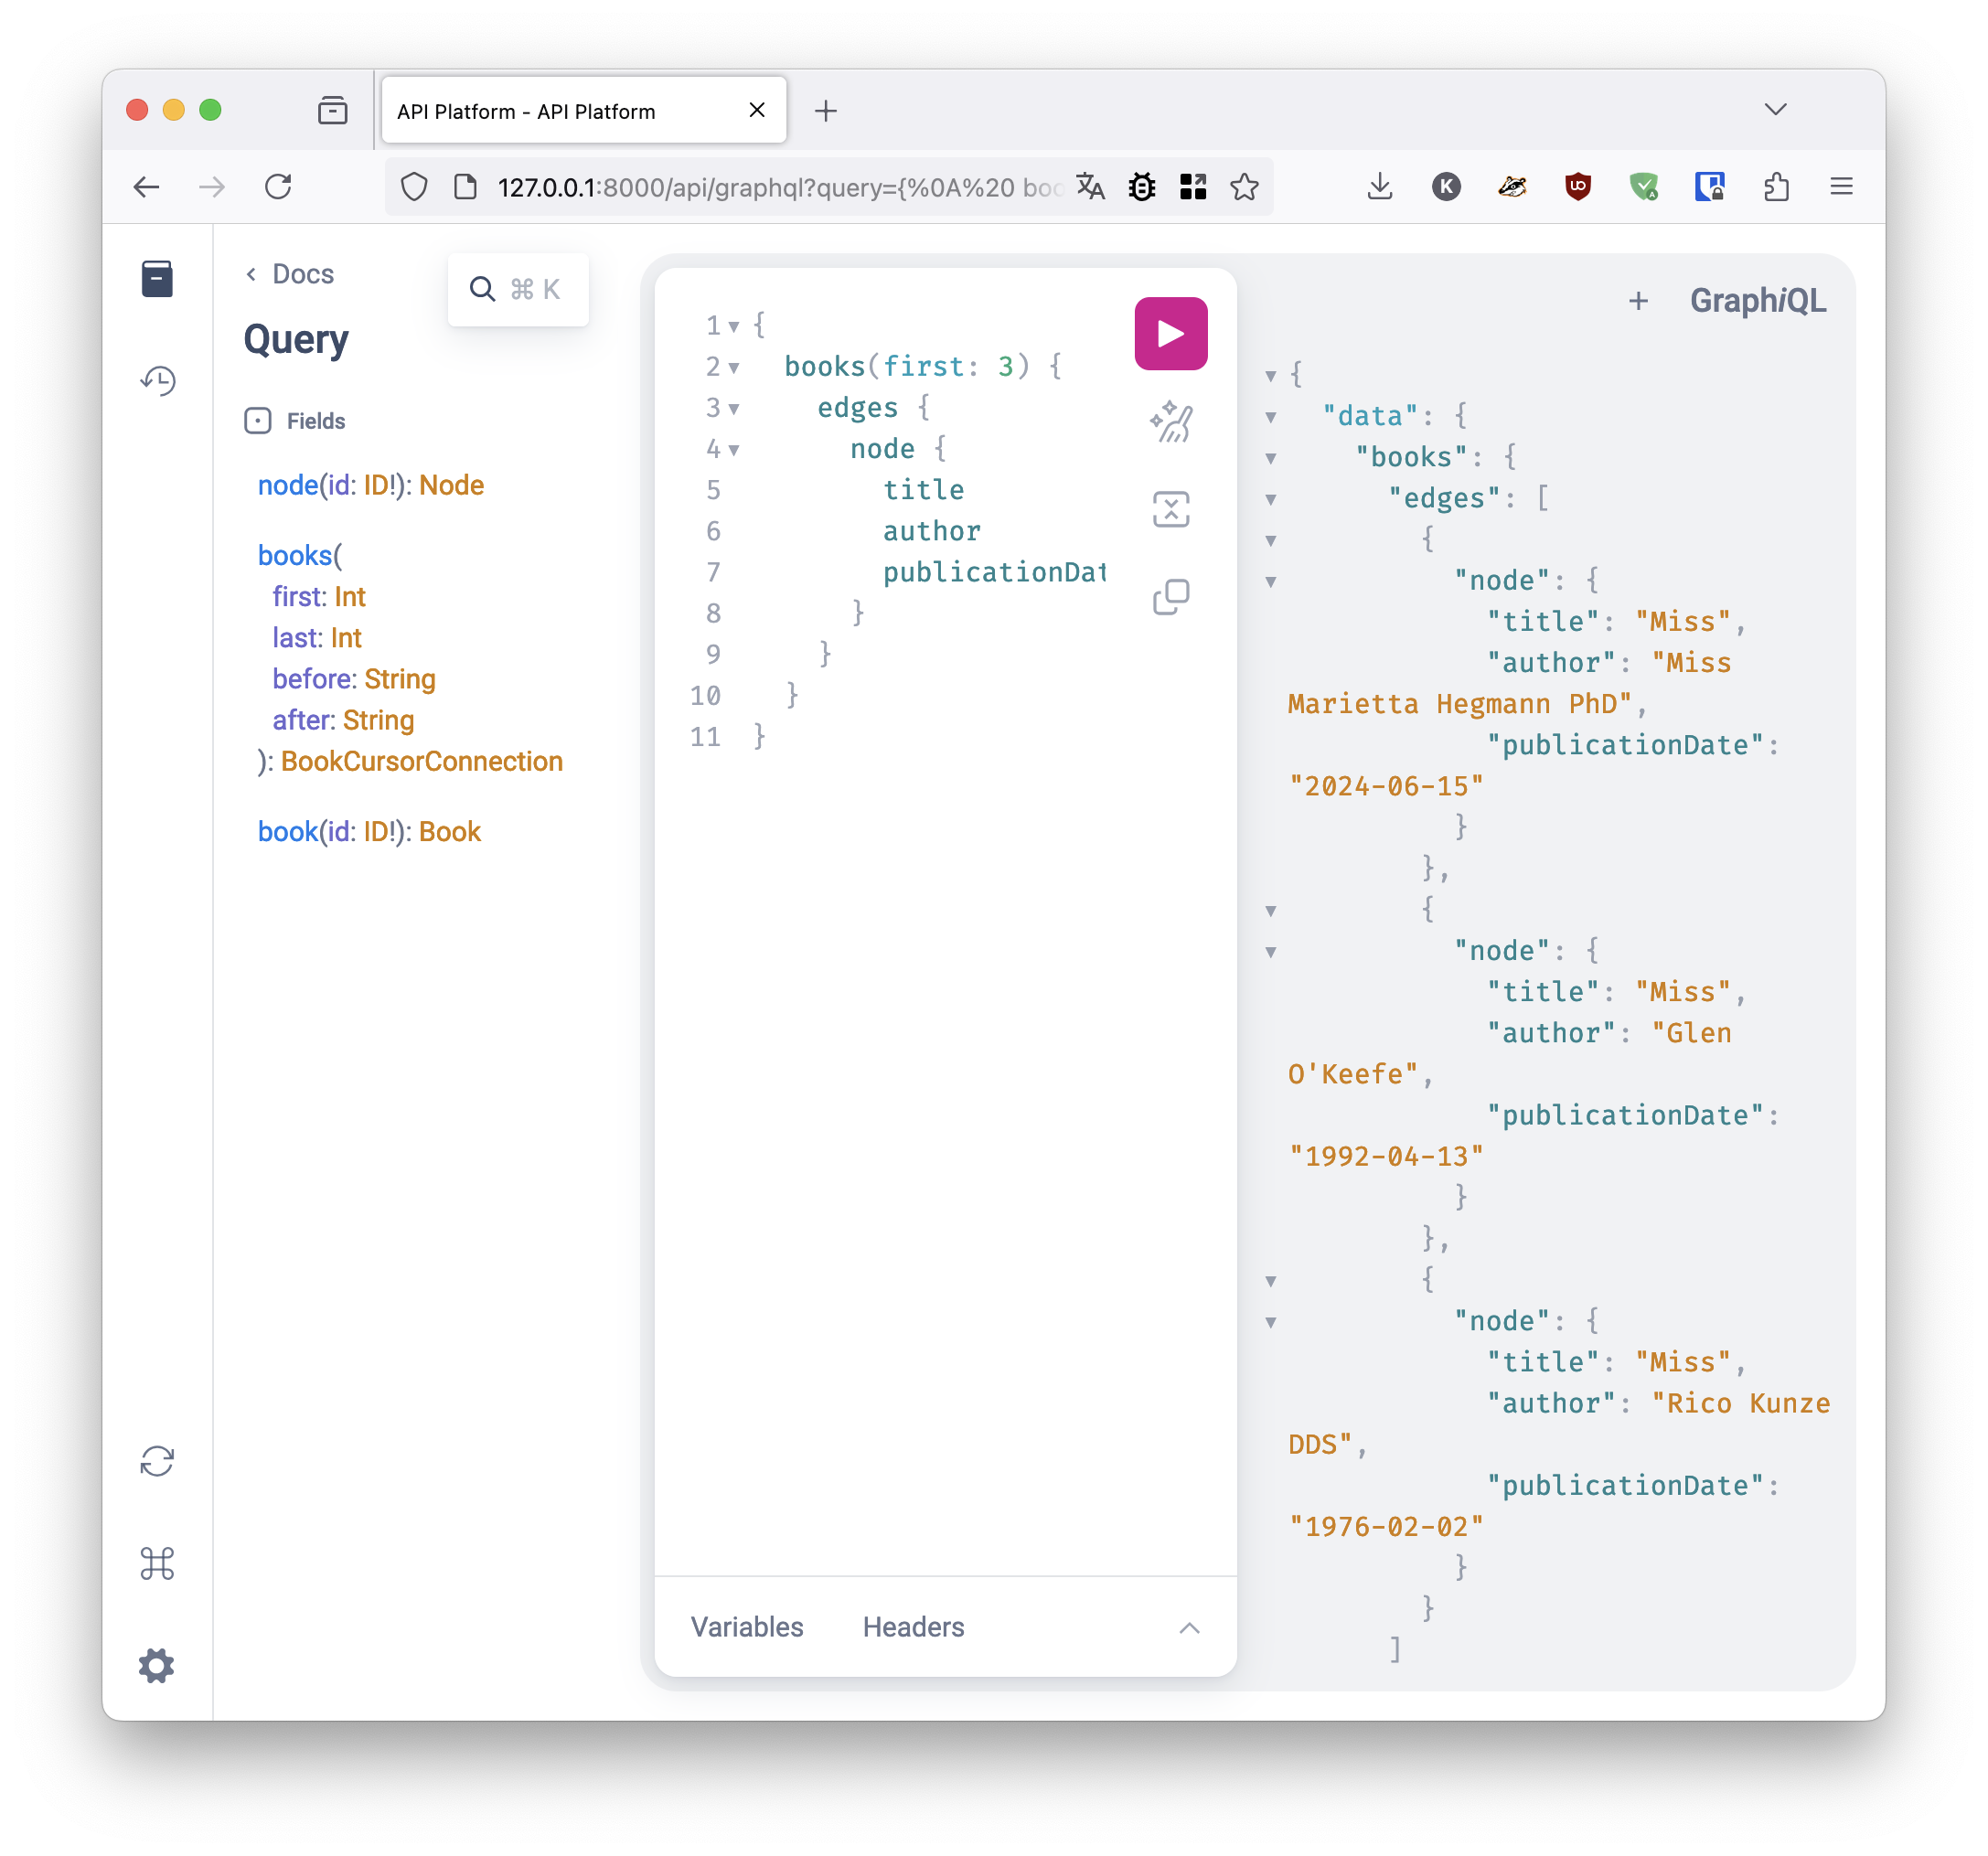 API Platform - API Platform
127.0.0.1:8000/api/graphql?query={%0A%20 boo
K
Docs
⌘ K
Query
Fields
node(id: ID!): Node
books(
first: Int
last: Int
before: String
after: String
): BookCursorConnection
book(id: ID!): Book
1 {
2 books(first: 3) {
3 edges {
4 node {
5 title
6 author
7 publicationDat
8 }
9 }
10 }
11 }
Variables Headers
GraphiQL
{
"data": {
"books": {
"edges": [
{
"node": {
"title": "Miss",
"author": "Miss
Marietta Hegmann PhD",
"publicationDate":
"2024-06-15"
}
},
{
"node": {
"title": "Miss",
"author": "Glen
O'Keefe",
"publicationDate":
"1992-04-13"
}
},
{
"node": {
"title": "Miss",
"author": "Rico Kunze
DDS",
"publicationDate":
"1976-02-02"
}
}
]